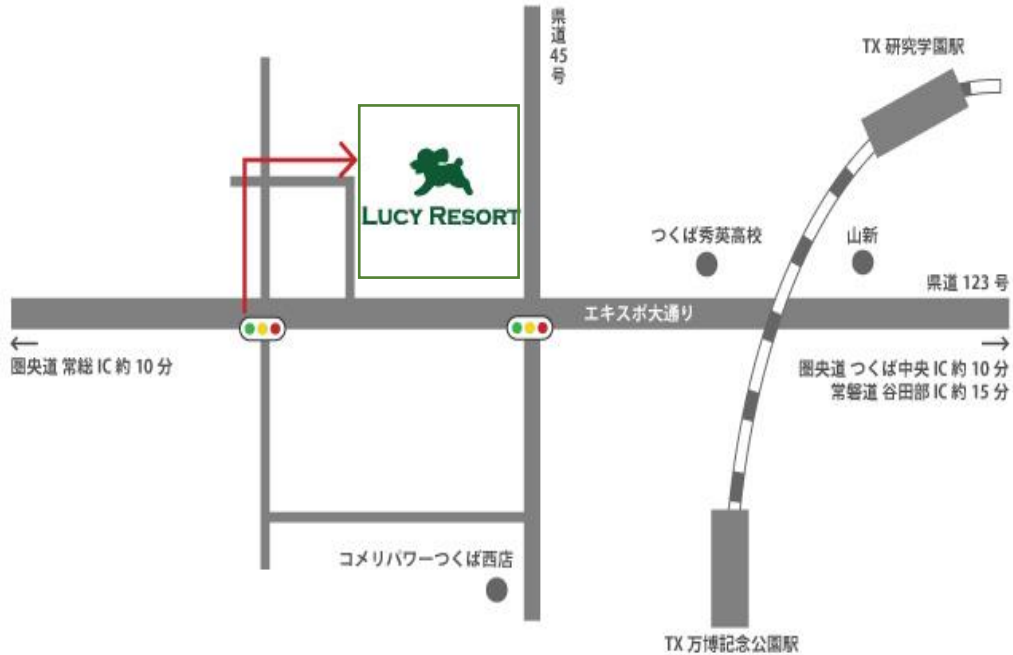 県道45号
TX 研究学園駅
LUCY RESORT
つくば秀英高校
山新
県道 123 号
エキスポ大通り
←
圏央道 常総 IC 約 10 分
→
圏央道 つくば中央 IC 約 10 分
常磐道 谷田部 IC 約 15 分
コメリパワーつくば西店
TX 万博記念公園駅